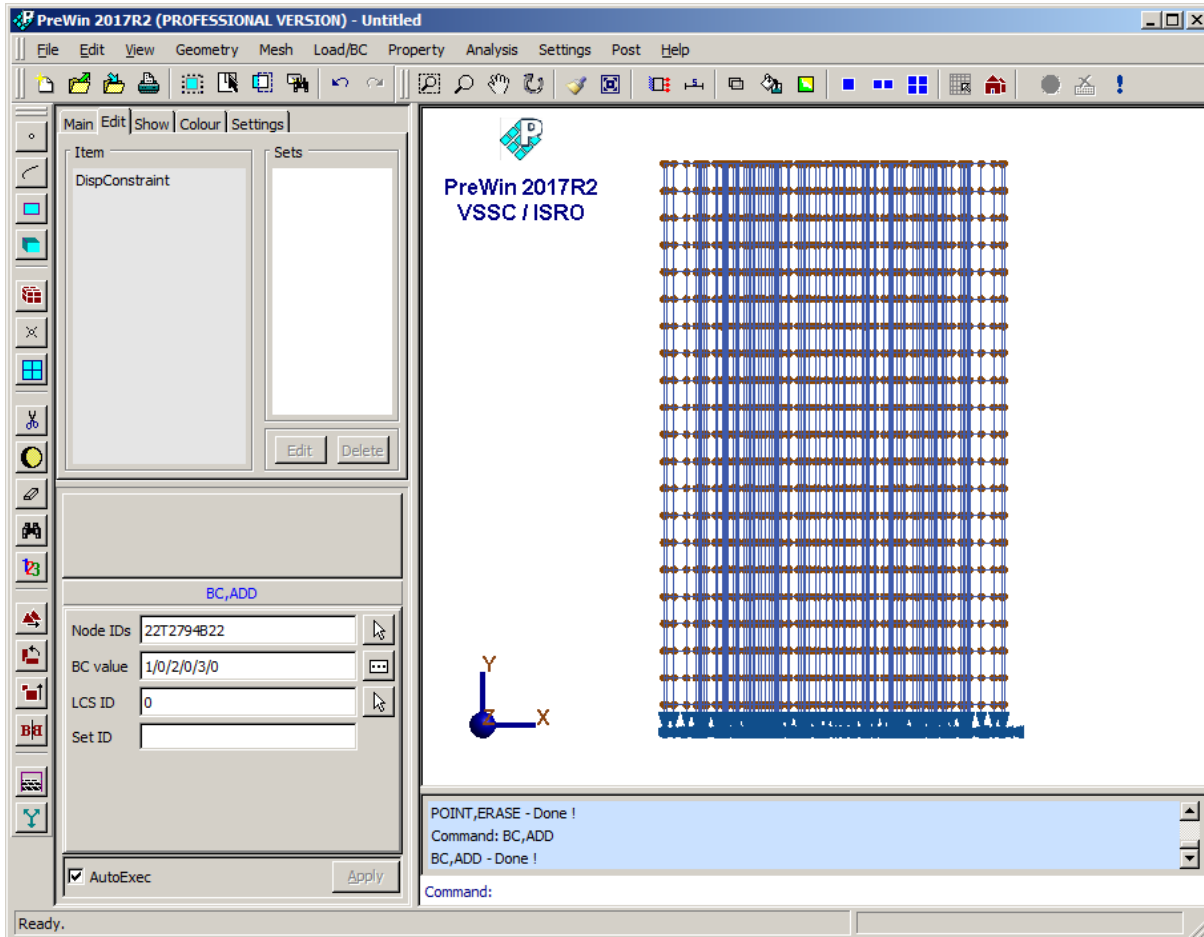 PreWin 2017R2 (PROFESSIONAL VERSION) - Untitled
File Edit View Geometry Mesh Load/BC Property Analysis Settings Post Help
Main Edit Show Colour Settings
Item
Sets
DispConstraint
Edit Delete
BC,ADD
Node IDs 22T2794B22
BC value 1/0/2/0/3/0
LCS ID 0
Set ID
AutoExec
Apply
P
PreWin 2017R2
VSSC / ISRO
Y
Z
X
POINT,ERASE - Done !
Command: BC,ADD
BC,ADD - Done !
Command:
Ready.